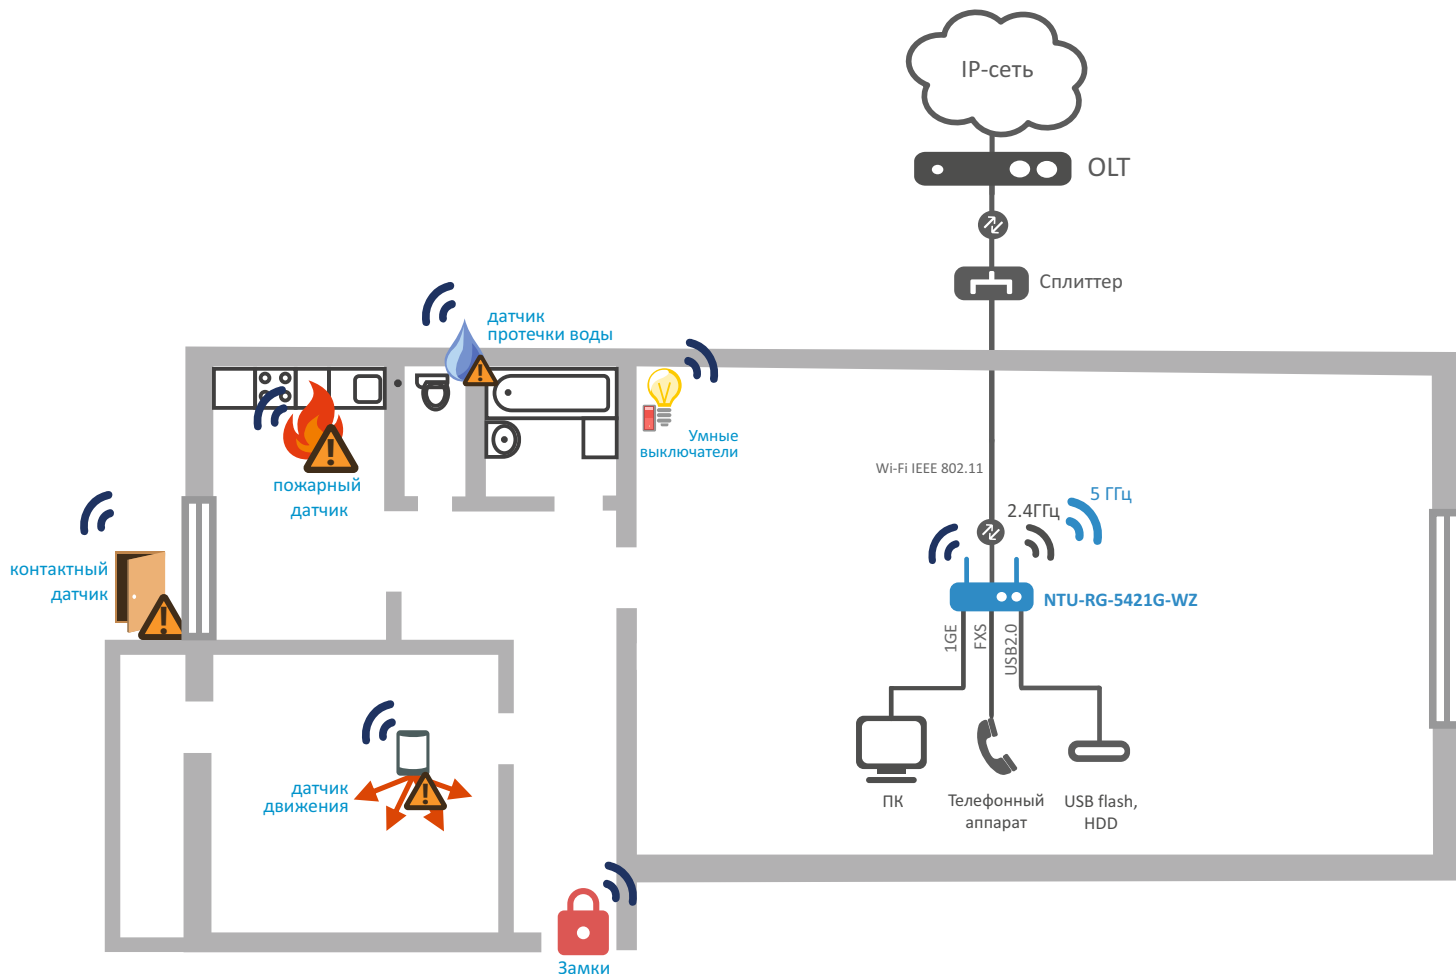 IP-сеть
OLT
Сплиттер
датчик
протечки воды
Умные
выключатели
пожарный
датчик
Wi-Fi IEEE 802.11
5 ГГц
2.4ГГц
контактный
датчик
NTU-RG-5421G-WZ
1GE
FXS
USB2.0
датчик
движения
ПК
Телефонный
аппарат
USB flash,
HDD
Замки